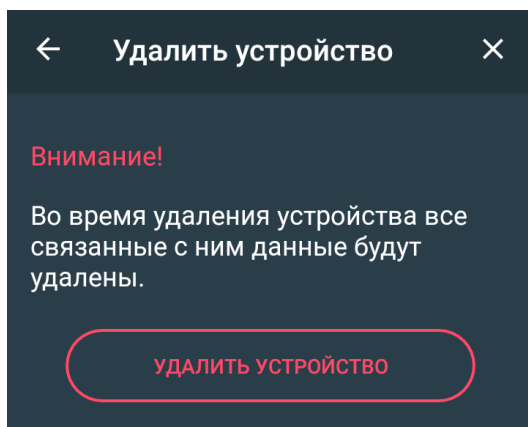 Удалить устройство
Внимание!
Во время удаления устройства все
связанные с ним данные будут
удалены.
УДАЛИТЬ УСТРОЙСТВО